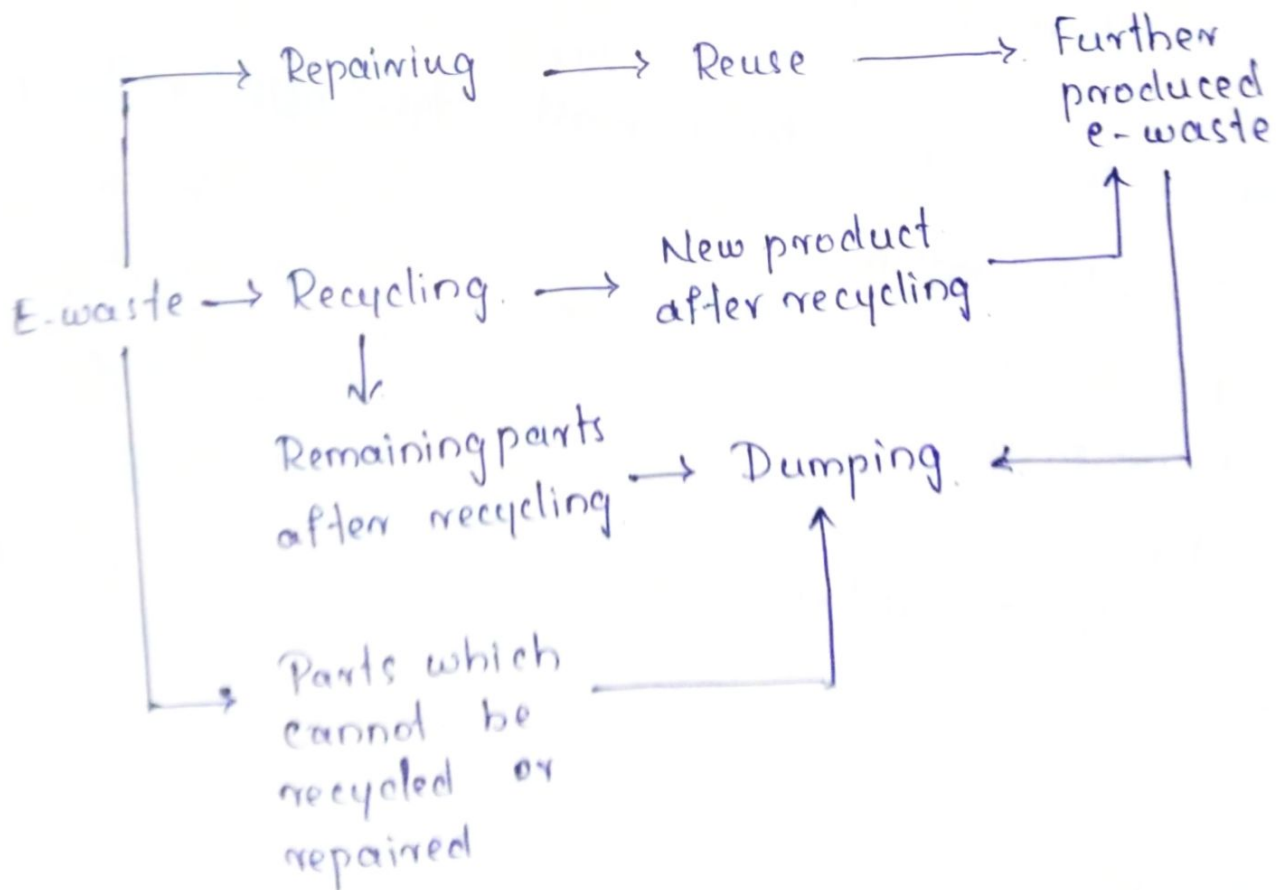 Repairing
Reuse
Further
produced
e-waste
E-waste
Recycling.
New product
after recycling
Remaining parts
after recycling
Dumping.
Parts which
cannot be
recycled or
repaired